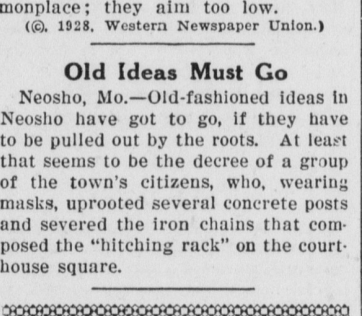 monplace; they aim too low.
(©, 1928, Western Newspaper Union.)
Old Ideas Must Go
Neosho, Mo.—Old-fashioned ideas in
Neosho have got to go, if they have
to be pulled out by the roots. At least
that seems to be the decree of a group
of the town's citizens, who, wearing
masks, uprooted several concrete posts
and severed the iron chains that com-
posed the "hitching rack" on the court-
house square.